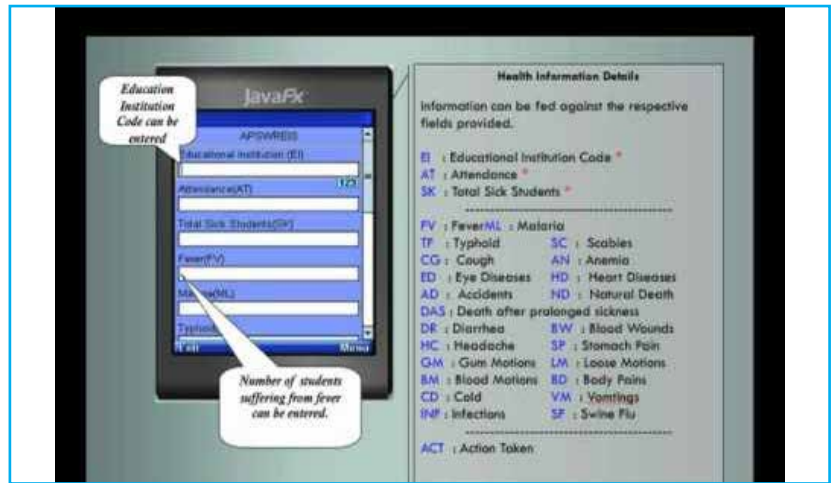 Education
Institution
Code can be
entered
JavaFx
APSWREIS
Educational Institution (EI)
123
Attendance(AT)
Total Sick Students(SK)
Fever(FV)
Malaria(ML)
Typhoid
Exit
Menu
Number of students
suffering from fever
can be entered.
Health Information Details
Information can be fed against the respective
fields provided.
EI : Educational Institution Code *
AT : Attendance *
SK : Total Sick Students *
FV : FeverML : Malaria
TF : Typhoid SC : Scabies
CG : Cough AN : Anemia
ED : Eye Diseases HD : Heart Diseases
AD : Accidents ND : Natural Death
DAS : Death after prolonged sickness
DR : Diarrhea BW : Blood Wounds
HC : Headache SP : Stomach Pain
GM : Gum Motions LM : Loose Motions
BM : Blood Motions BD : Body Pains
CD : Cold VM : Vomtings
INF : Infections SF : Swine Flu
ACT : Action Taken